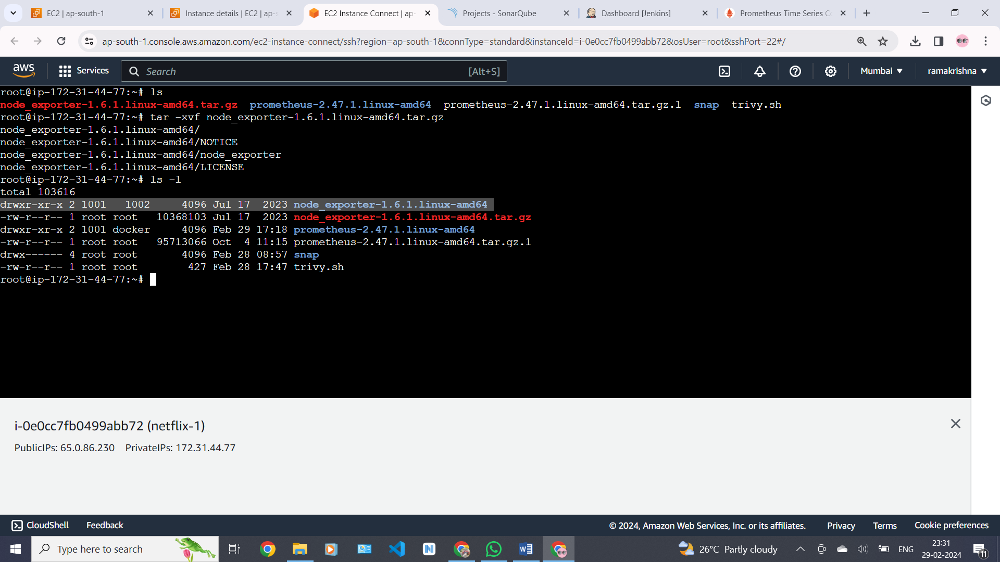 EC2 | ap-south-1
Instance details | EC2 | ap-s
EC2 Instance Connect | ap-
Projects - SonarQube
Dashboard [Jenkins]
Prometheus Time Series Co
ap-south-1.console.aws.amazon.com/ec2-instance-connect/ssh?region=ap-south-1&connType=standard&instanceId=i-0e0cc7fb0499abb72&osUser=root&sshPort=22#/
aws Services Search [Alt+S] Mumbai ramakrishna
root@ip-172-31-44-77:~# ls
node_exporter-1.6.1.linux-amd64.tar.gz  prometheus-2.47.1.linux-amd64  prometheus-2.47.1.linux-amd64.tar.gz.1  snap  trivy.sh
root@ip-172-31-44-77:~# tar -xvf node_exporter-1.6.1.linux-amd64.tar.gz
node_exporter-1.6.1.linux-amd64/
node_exporter-1.6.1.linux-amd64/NOTICE
node_exporter-1.6.1.linux-amd64/node_exporter
node_exporter-1.6.1.linux-amd64/LICENSE
root@ip-172-31-44-77:~# ls -l
total 103616
drwxr-xr-x 2 1001   1002     4096 Jul 17  2023 node_exporter-1.6.1.linux-amd64
-rw-r--r-- 1 root root   10368103 Jul 17  2023 node_exporter-1.6.1.linux-amd64.tar.gz
drwxr-xr-x 2 1001 docker     4096 Feb 29 17:18 prometheus-2.47.1.linux-amd64
-rw-r--r-- 1 root root   95713066 Oct  4 11:15 prometheus-2.47.1.linux-amd64.tar.gz.1
drwx------ 4 root root       4096 Feb 28 08:57 snap
-rw-r--r-- 1 root root        427 Feb 28 17:47 trivy.sh
root@ip-172-31-44-77:~#
i-0e0cc7fb0499abb72 (netflix-1)
PublicIPs: 65.0.86.230 PrivateIPs: 172.31.44.77
CloudShell Feedback © 2024, Amazon Web Services, Inc. or its affiliates. Privacy Terms Cookie preferences
Type here to search 26°C Partly cloudy ENG 23:31
29-02-2024 11